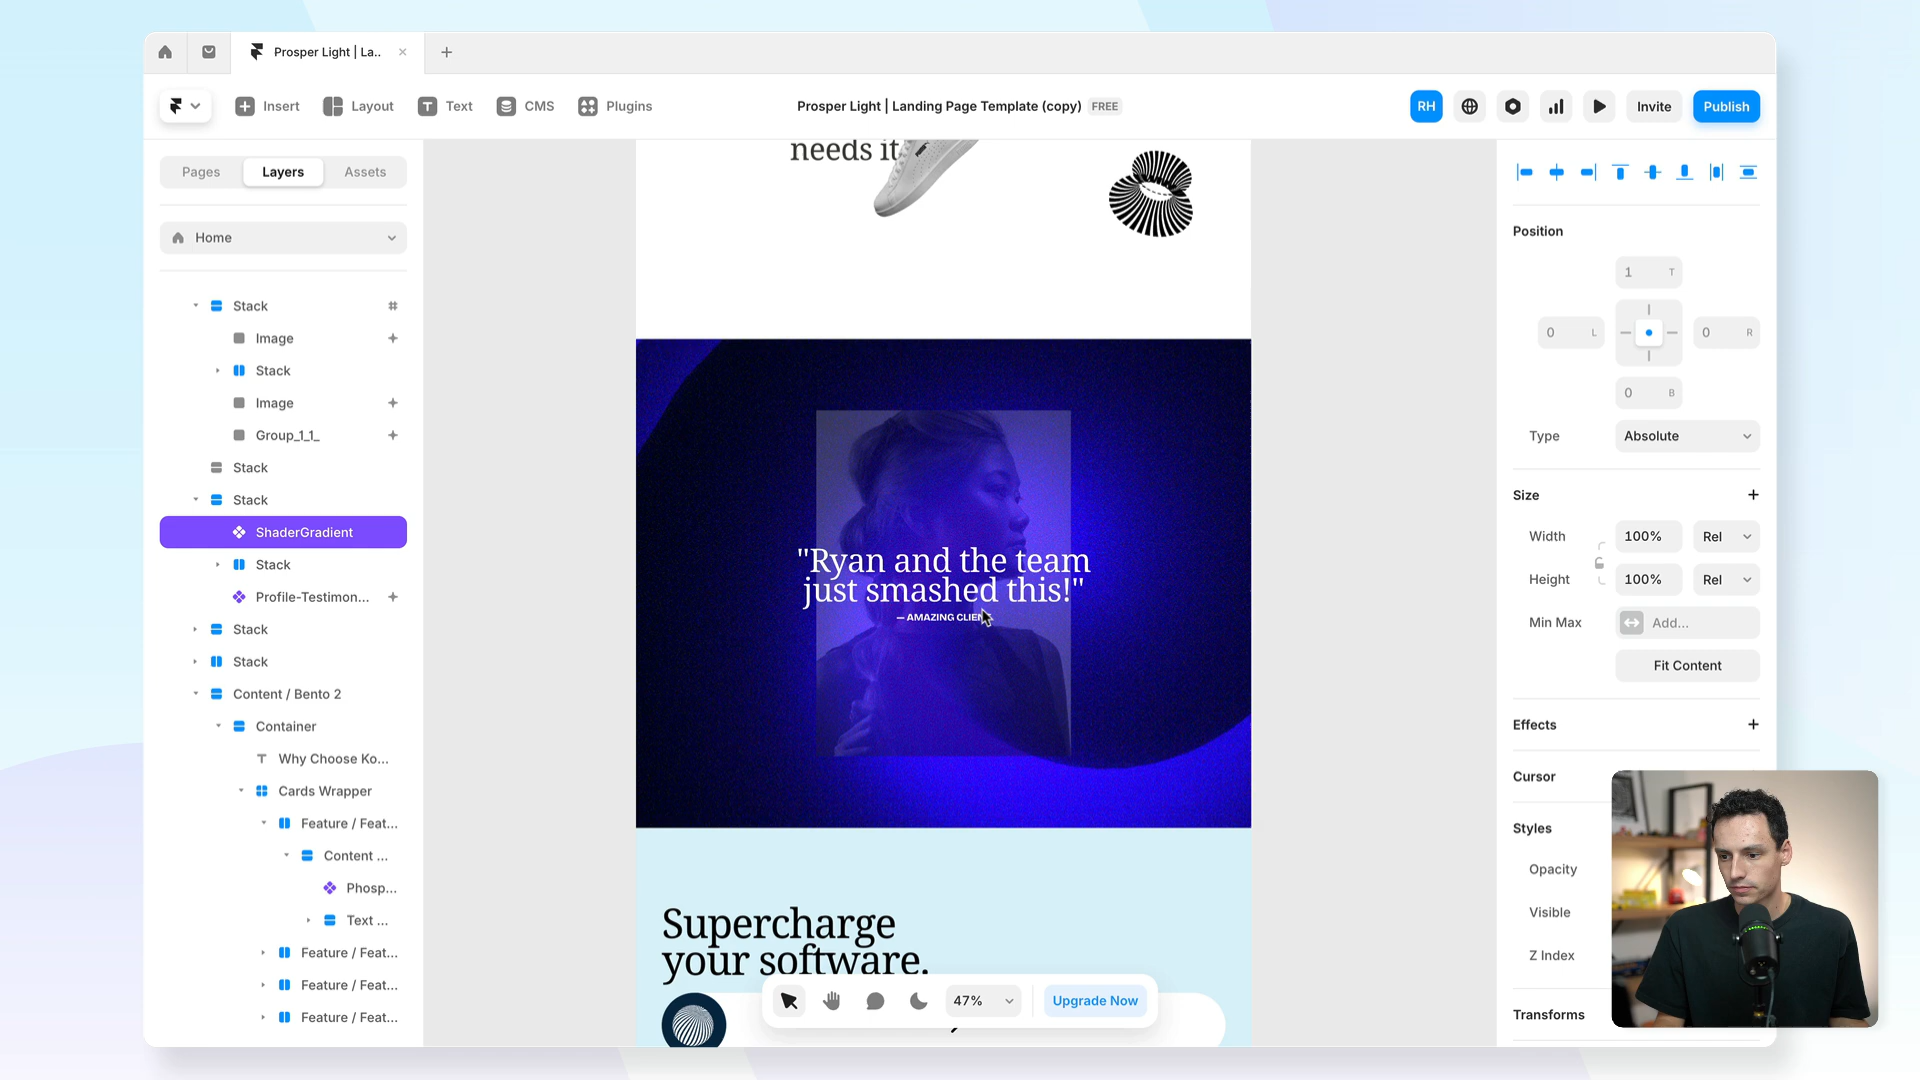 Prosper Light | La..
Insert
Layout
Text
CMS
Plugins
Prosper Light | Landing Page Template (copy)
FREE
RH
Invite
Publish
Pages
Layers
Assets
Home
Stack
Image
Stack
Image
Group_1_1_
Stack
Stack
ShaderGradient
Stack
Profile-Testimon...
Stack
Stack
Content / Bento 2
Container
Why Choose Ko...
Cards Wrapper
Feature / Feat...
Content ...
Phosp...
Text ...
Feature / Feat...
Feature / Feat...
Feature / Feat...
needs it
"Ryan and the team
just smashed this!"
— AMAZING CLIEN
Supercharge
your software.
47%
Upgrade Now
Position
1 T
0 L
0 R
0 B
Type
Absolute
Size
Width
100%
Rel
Height
100%
Rel
Min Max
Add...
Fit Content
Effects
Cursor
Styles
Opacity
Visible
Z Index
Transforms